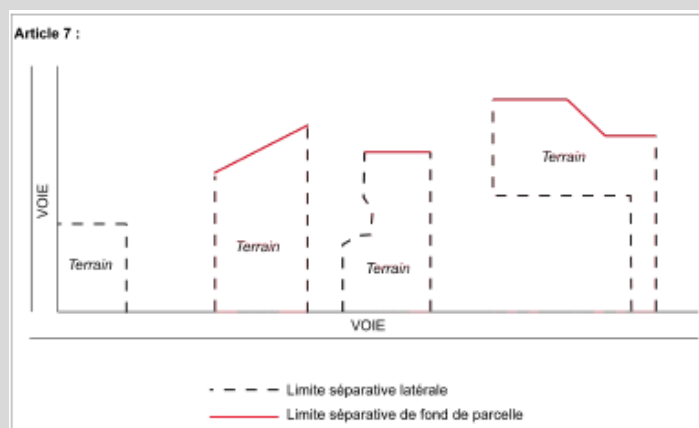 Article 7 :
VOIE
Terrain
Terrain
Terrain
Terrain
VOIE
Limite séparative latérale
Limite séparative de fond de parcelle